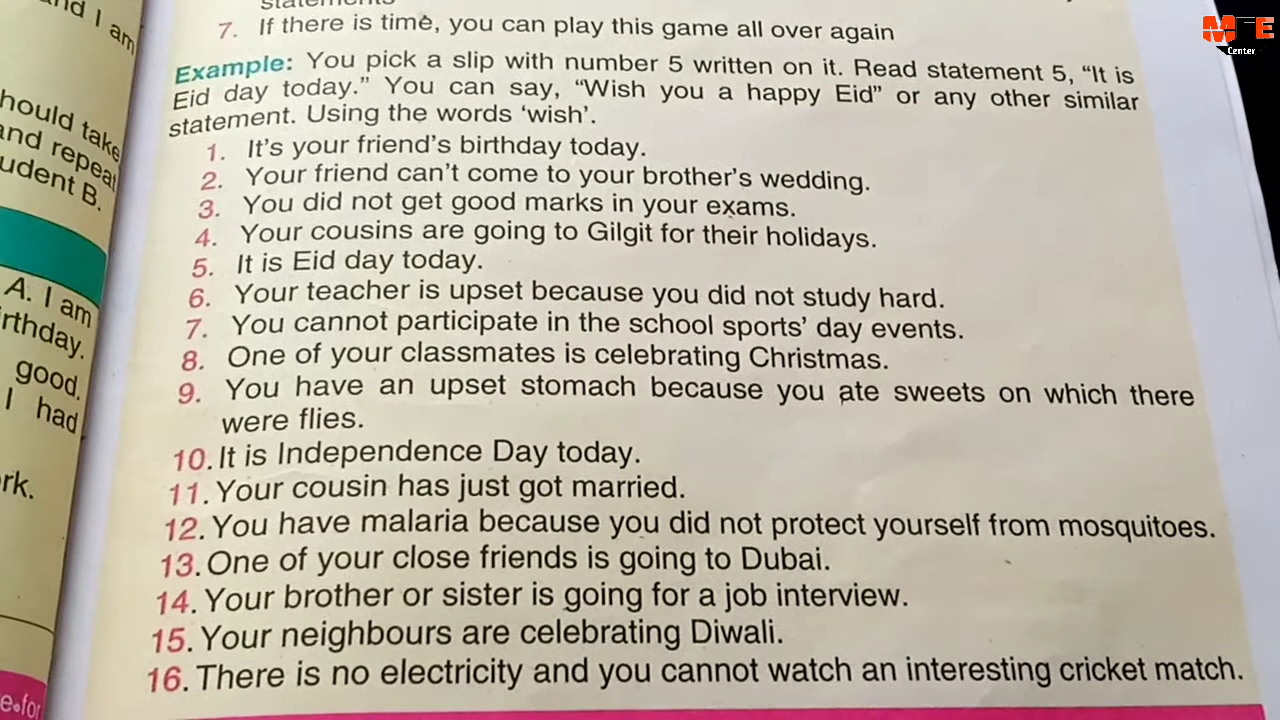 nd I am
hould take
and repeat
udent B.
A. I am
rthday.
good.
I had
rk.
e for
statements
7. If there is time, you can play this game all over again
Example: You pick a slip with number 5 written on it. Read statement 5, “It is
Eid day today.” You can say, “Wish you a happy Eid” or any other similar
statement. Using the words ‘wish’.
1. It’s your friend’s birthday today.
2. Your friend can’t come to your brother’s wedding.
3. You did not get good marks in your exams.
4. Your cousins are going to Gilgit for their holidays.
5. It is Eid day today.
6. Your teacher is upset because you did not study hard.
7. You cannot participate in the school sports’ day events.
8. One of your classmates is celebrating Christmas.
9. You have an upset stomach because you ate sweets on which there
were flies.
10. It is Independence Day today.
11. Your cousin has just got married.
12. You have malaria because you did not protect yourself from mosquitoes.
13. One of your close friends is going to Dubai.
14. Your brother or sister is going for a job interview.
15. Your neighbours are celebrating Diwali.
16. There is no electricity and you cannot watch an interesting cricket match.
MTE
Center